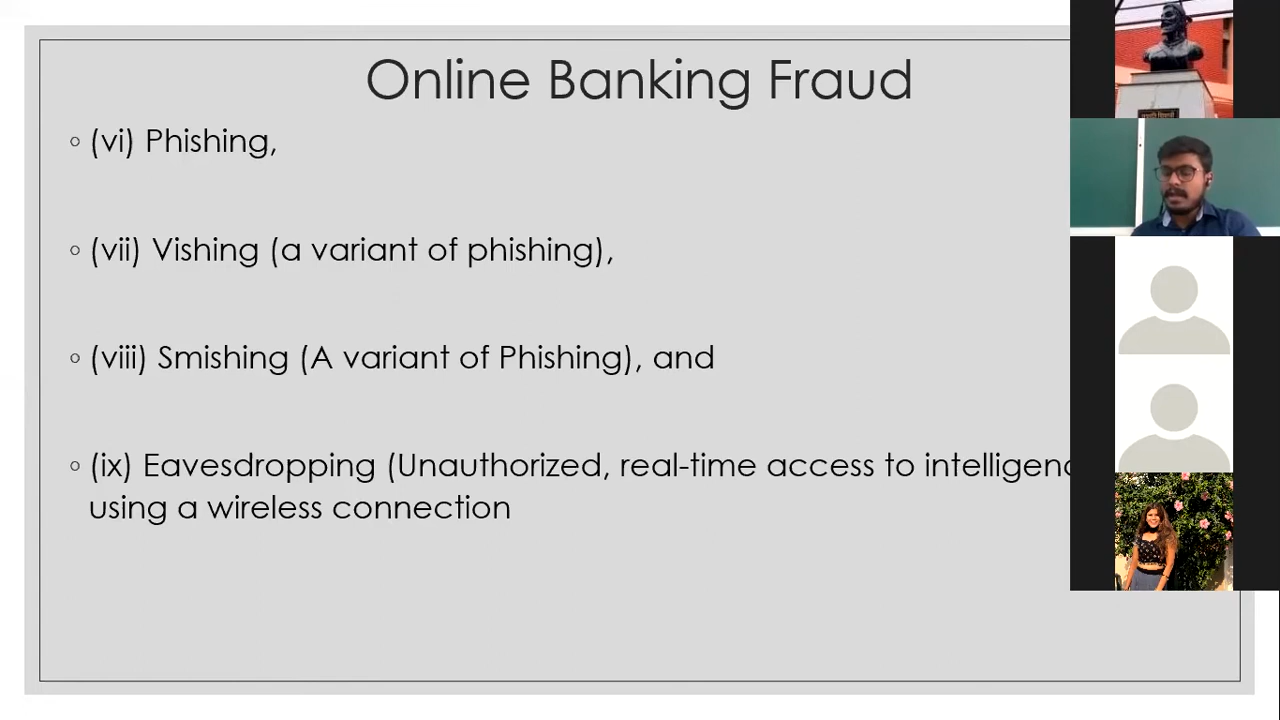 Online Banking Fraud
(vi) Phishing,
(vii) Vishing (a variant of phishing),
(viii) Smishing (A variant of Phishing), and
(ix) Eavesdropping (Unauthorized, real-time access to
using a wireless connection